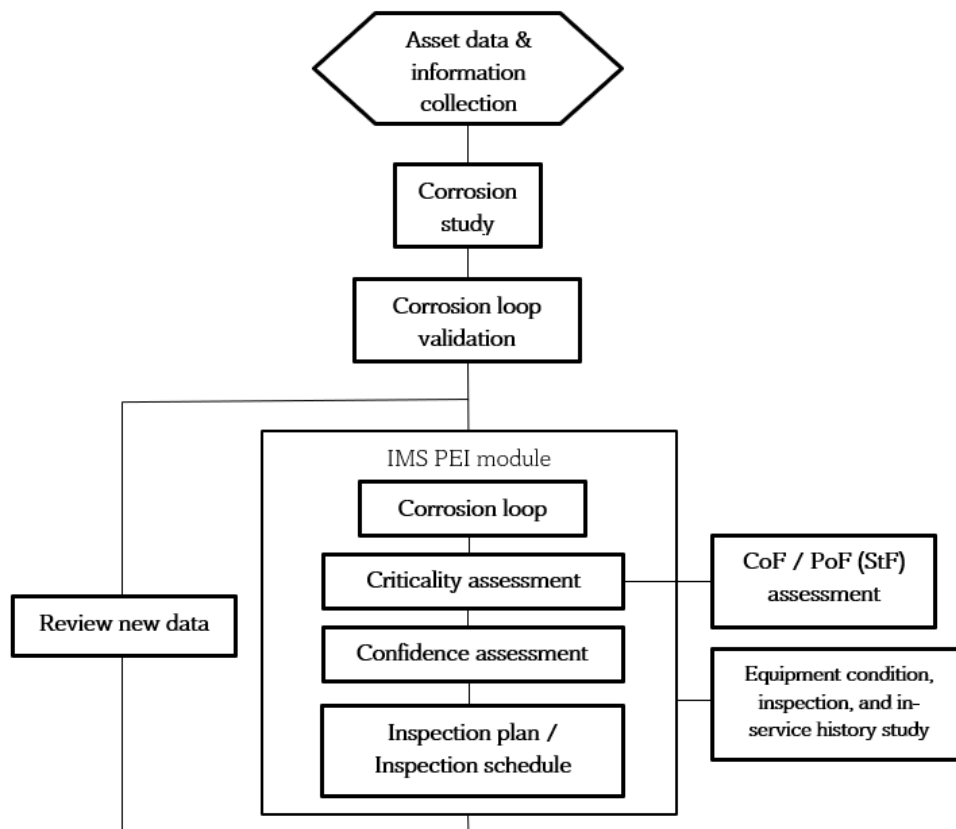 Asset data &
information
collection
Corrosion
study
Corrosion loop
validation
IMS PEI module
Corrosion loop
Criticality assessment
CoF / PoF (StF)
assessment
Review new data
Confidence assessment
Equipment condition,
inspection, and in-
service history study
Inspection plan /
Inspection schedule